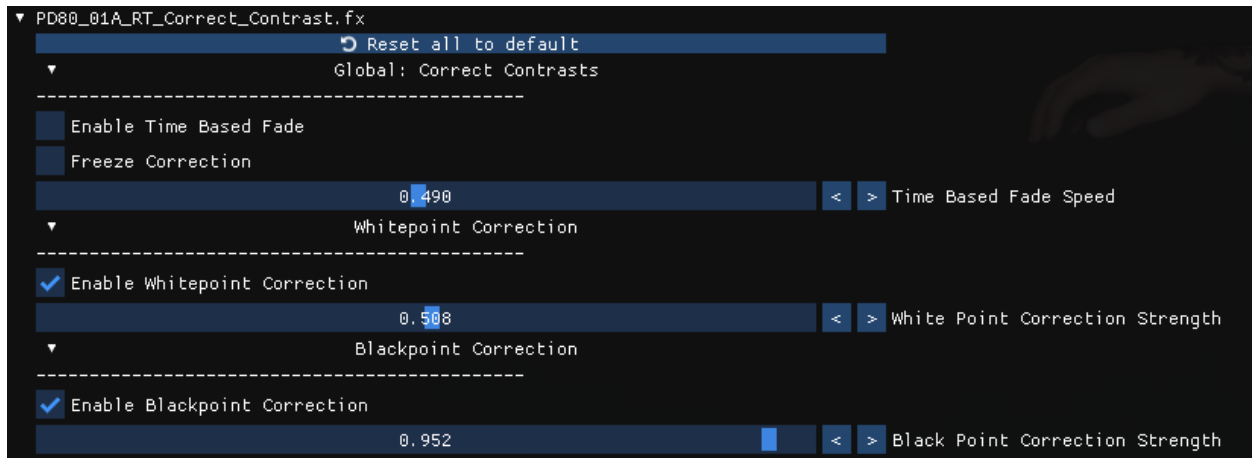 PD80_01A_RT_Correct_Contrast.fx
Reset all to default
Global: Correct Contrasts
----------------------------------------------
Enable Time Based Fade
Freeze Correction
0.490 < > Time Based Fade Speed
Whitepoint Correction
----------------------------------------------
Enable Whitepoint Correction
0.508 < > White Point Correction Strength
Blackpoint Correction
----------------------------------------------
Enable Blackpoint Correction
0.952 < > Black Point Correction Strength